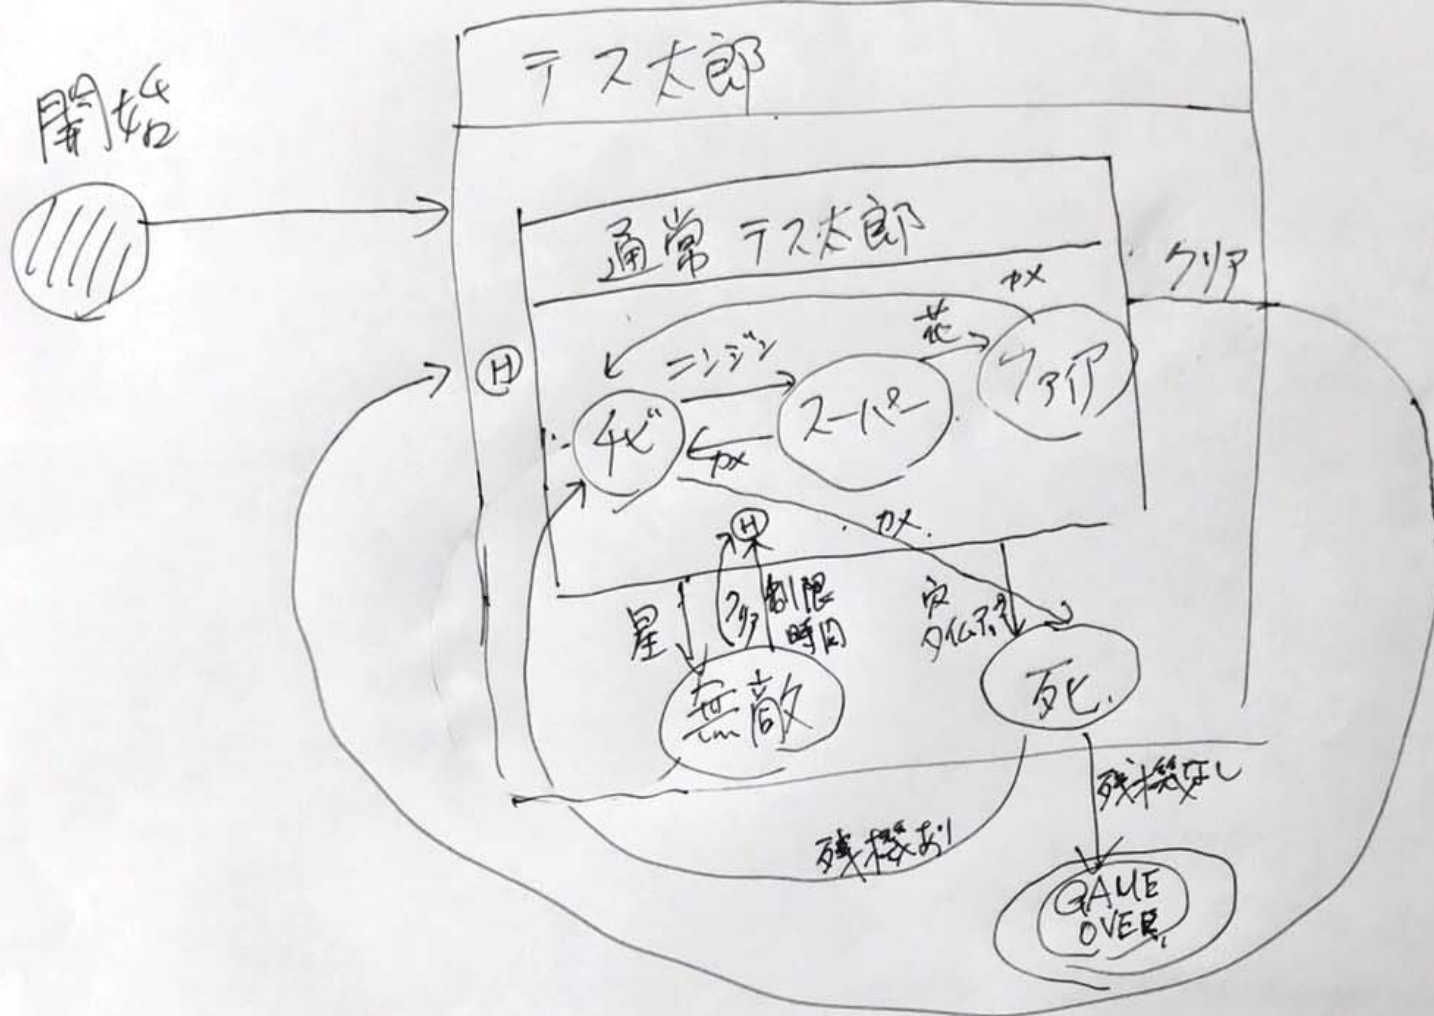 テス太郎
開始
通常 テス太郎
クリア
カメ
花
ニンジン
ファイア
H
スーパー
チビ
カメ
H
カメ
星
クリア
制限
時間
穴
タイムアップ
無敵
死
残機なし
残機あり
GAME
OVER